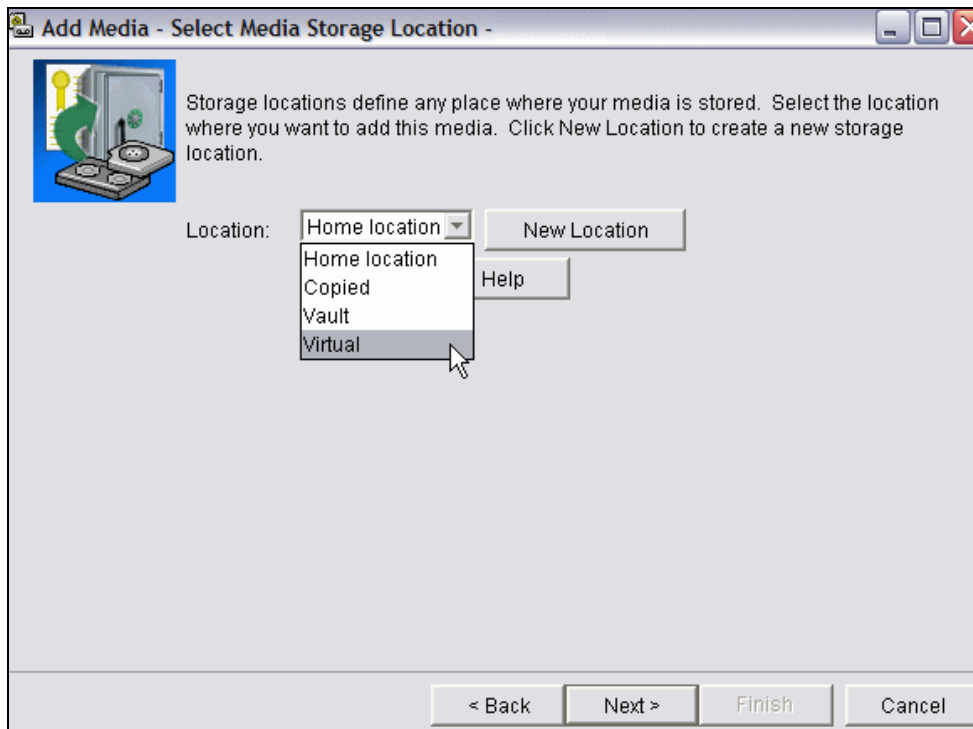 Add Media - Select Media Storage Location -
Storage locations define any place where your media is stored.  Select the location
where you want to add this media.  Click New Location to create a new storage
location.
Location: Home location New Location
Home location
Help
Copied
Vault
Virtual
< Back Next > Finish Cancel